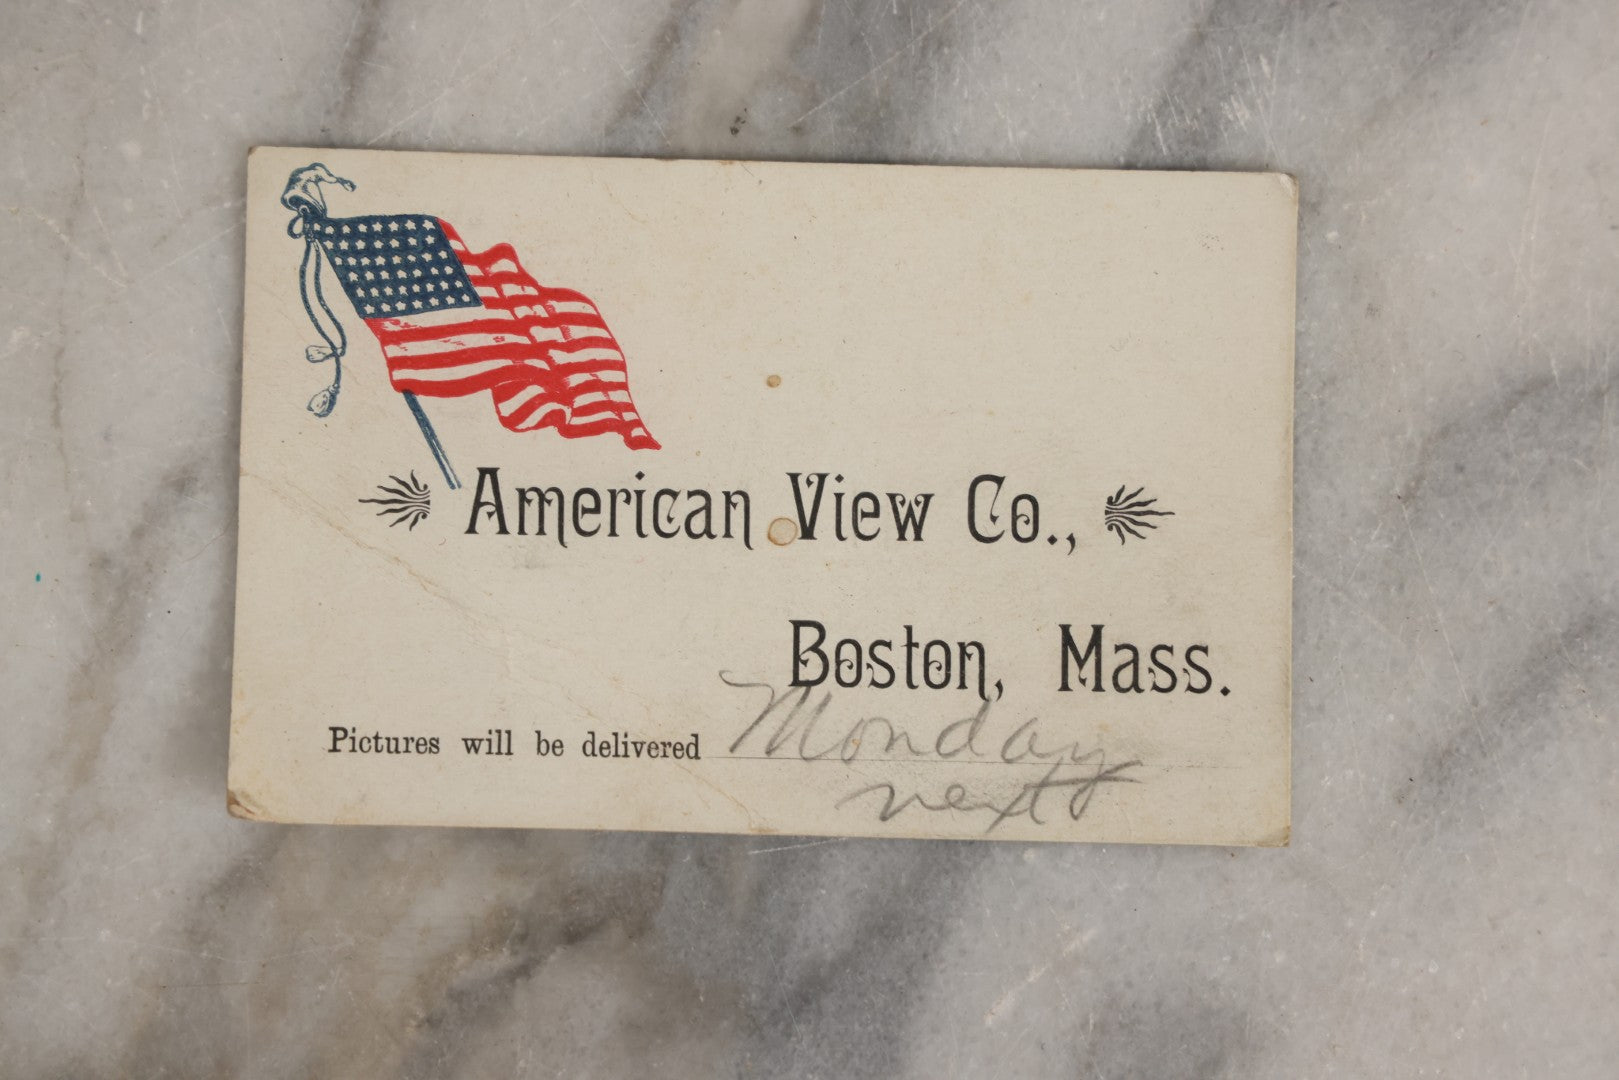 American View Co.,
Boston, Mass.
Pictures will be delivered Monday
next